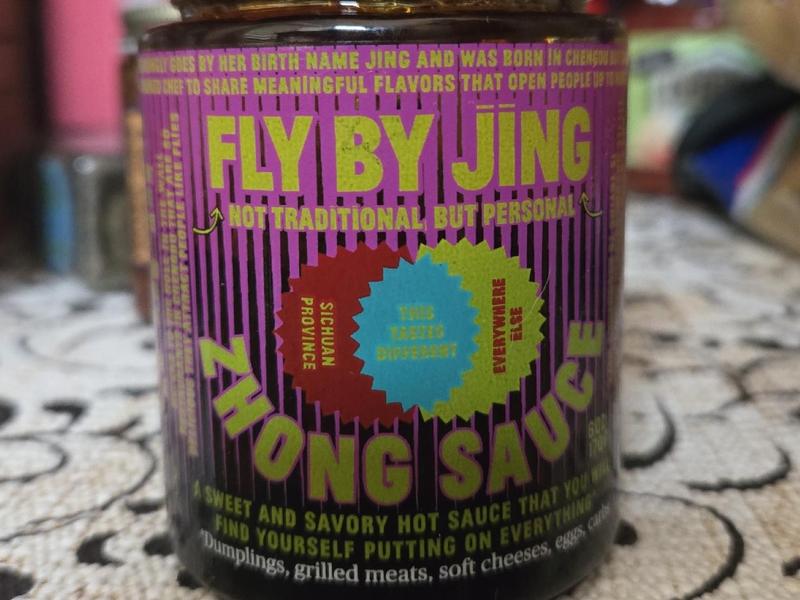 GOES BY HER BIRTH NAME JING AND WAS BORN IN CHENGDU
CHEF TO SHARE MEANINGFUL FLAVORS THAT OPEN PEOPLE UP TO
FLY BY JING
NOT TRADITIONAL BUT PERSONAL
SICHUAN
PROVINCE
THIS
TASTES
DIFFERENT
EVERYWHERE
ELSE
ZHONG SAUCE
A SWEET AND SAVORY HOT SAUCE THAT YOU WILL
FIND YOURSELF PUTTING ON EVERYTHING*
*Dumplings, grilled meats, soft cheeses, eggs, carbs